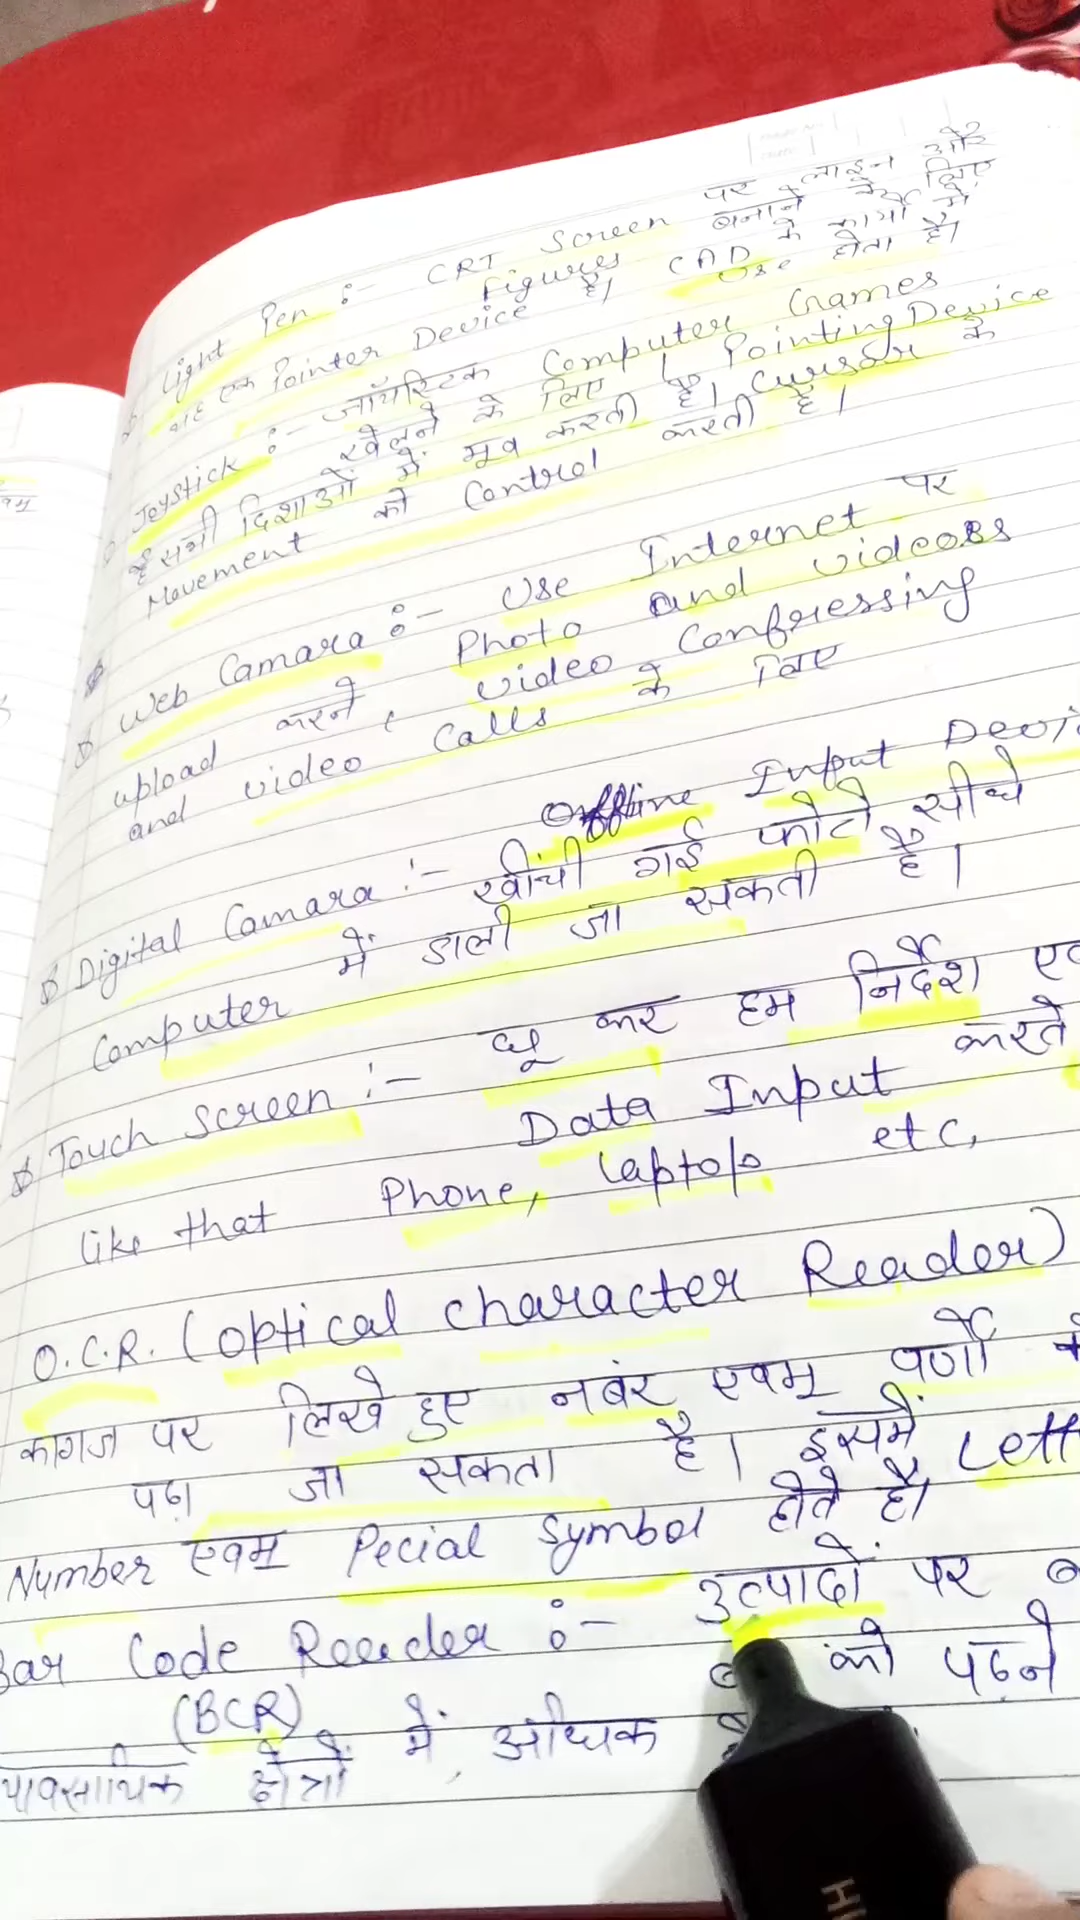 Light Pen :- CRT Screen पर लाइन और
Figures बनाने के लिए
यह एक Pointer Device है। CAD के कार्यों में
Use होता है।
Joystick :- जॉयस्टिक Computer Games
खेलने के लिए । Pointing Device
है सभी दिशाओं में मूव करती है। Cursor के
Movement को Control करती है।
Web Camara :- Use Internet पर
upload करने, Photo and videos
and video Calls video Confressing
के लिए
Digital Camara :- Offline Input Devi
खींची गई फोटो सीधे
Computer में डाली जा सकती है।
Touch Screen :- छू कर हम निर्देश एव
Data Input करते
like that Phone, Laptop etc,
O.C.R. (Optical Character Reader)
कागज पर लिखे हुए नबंर एवम् वर्णों
पढ़ा जा सकता है। इसमें Lett
Number एवम Pecial Symbol होते है।
Bar Code Reader :- उत्पादों पर
(BCR) को पढ़ने
में अधिक